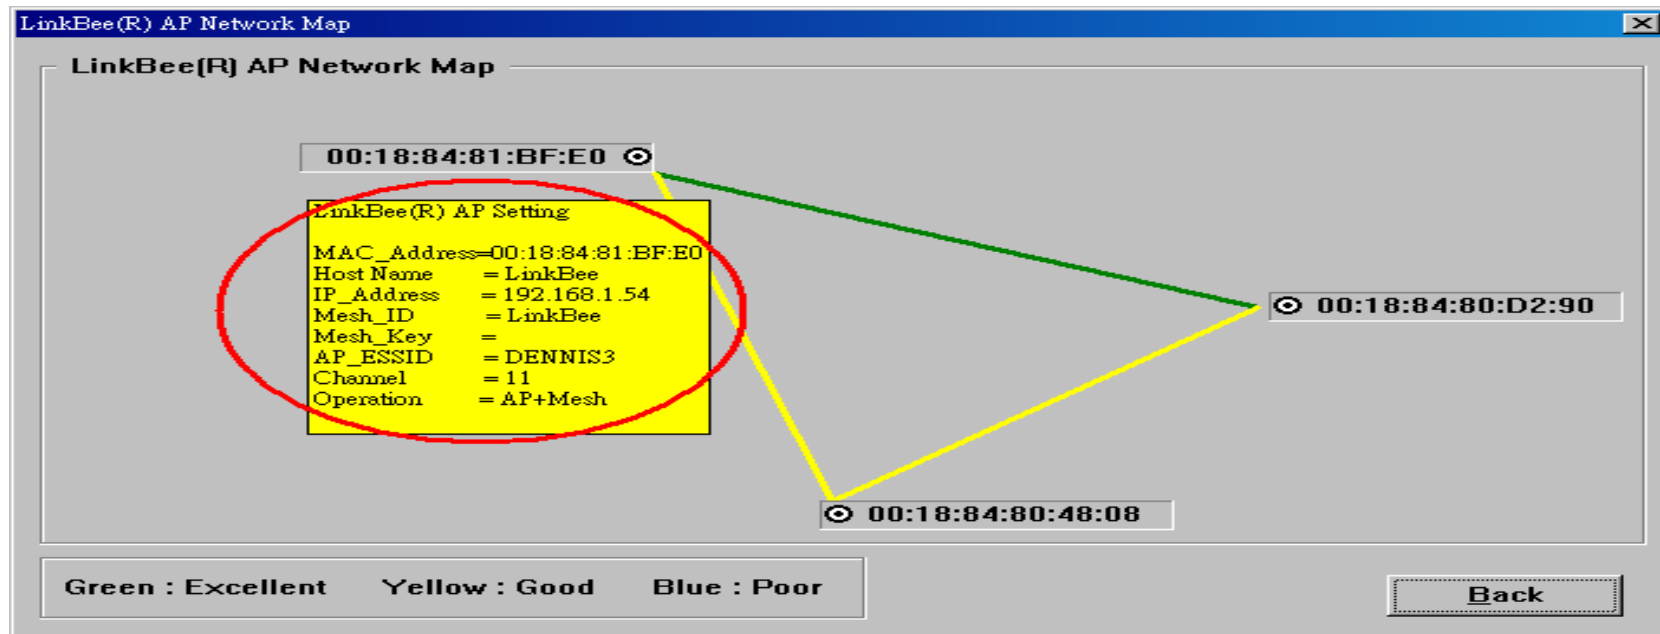 LinkBee(R) AP Network Map
LinkBee(R) AP Network Map
00:18:84:81:BF:E0
LinkBee(R) AP Setting
MAC_Address=00:18:84:81:BF:E0
Host Name = LinkBee
IP_Address = 192.168.1.54
Mesh_ID = LinkBee
Mesh_Key =
AP_ESSID = DENNIS3
Channel = 11
Operation = AP+Mesh
00:18:84:80:D2:90
00:18:84:80:48:08
Green : Excellent Yellow : Good Blue : Poor
Back